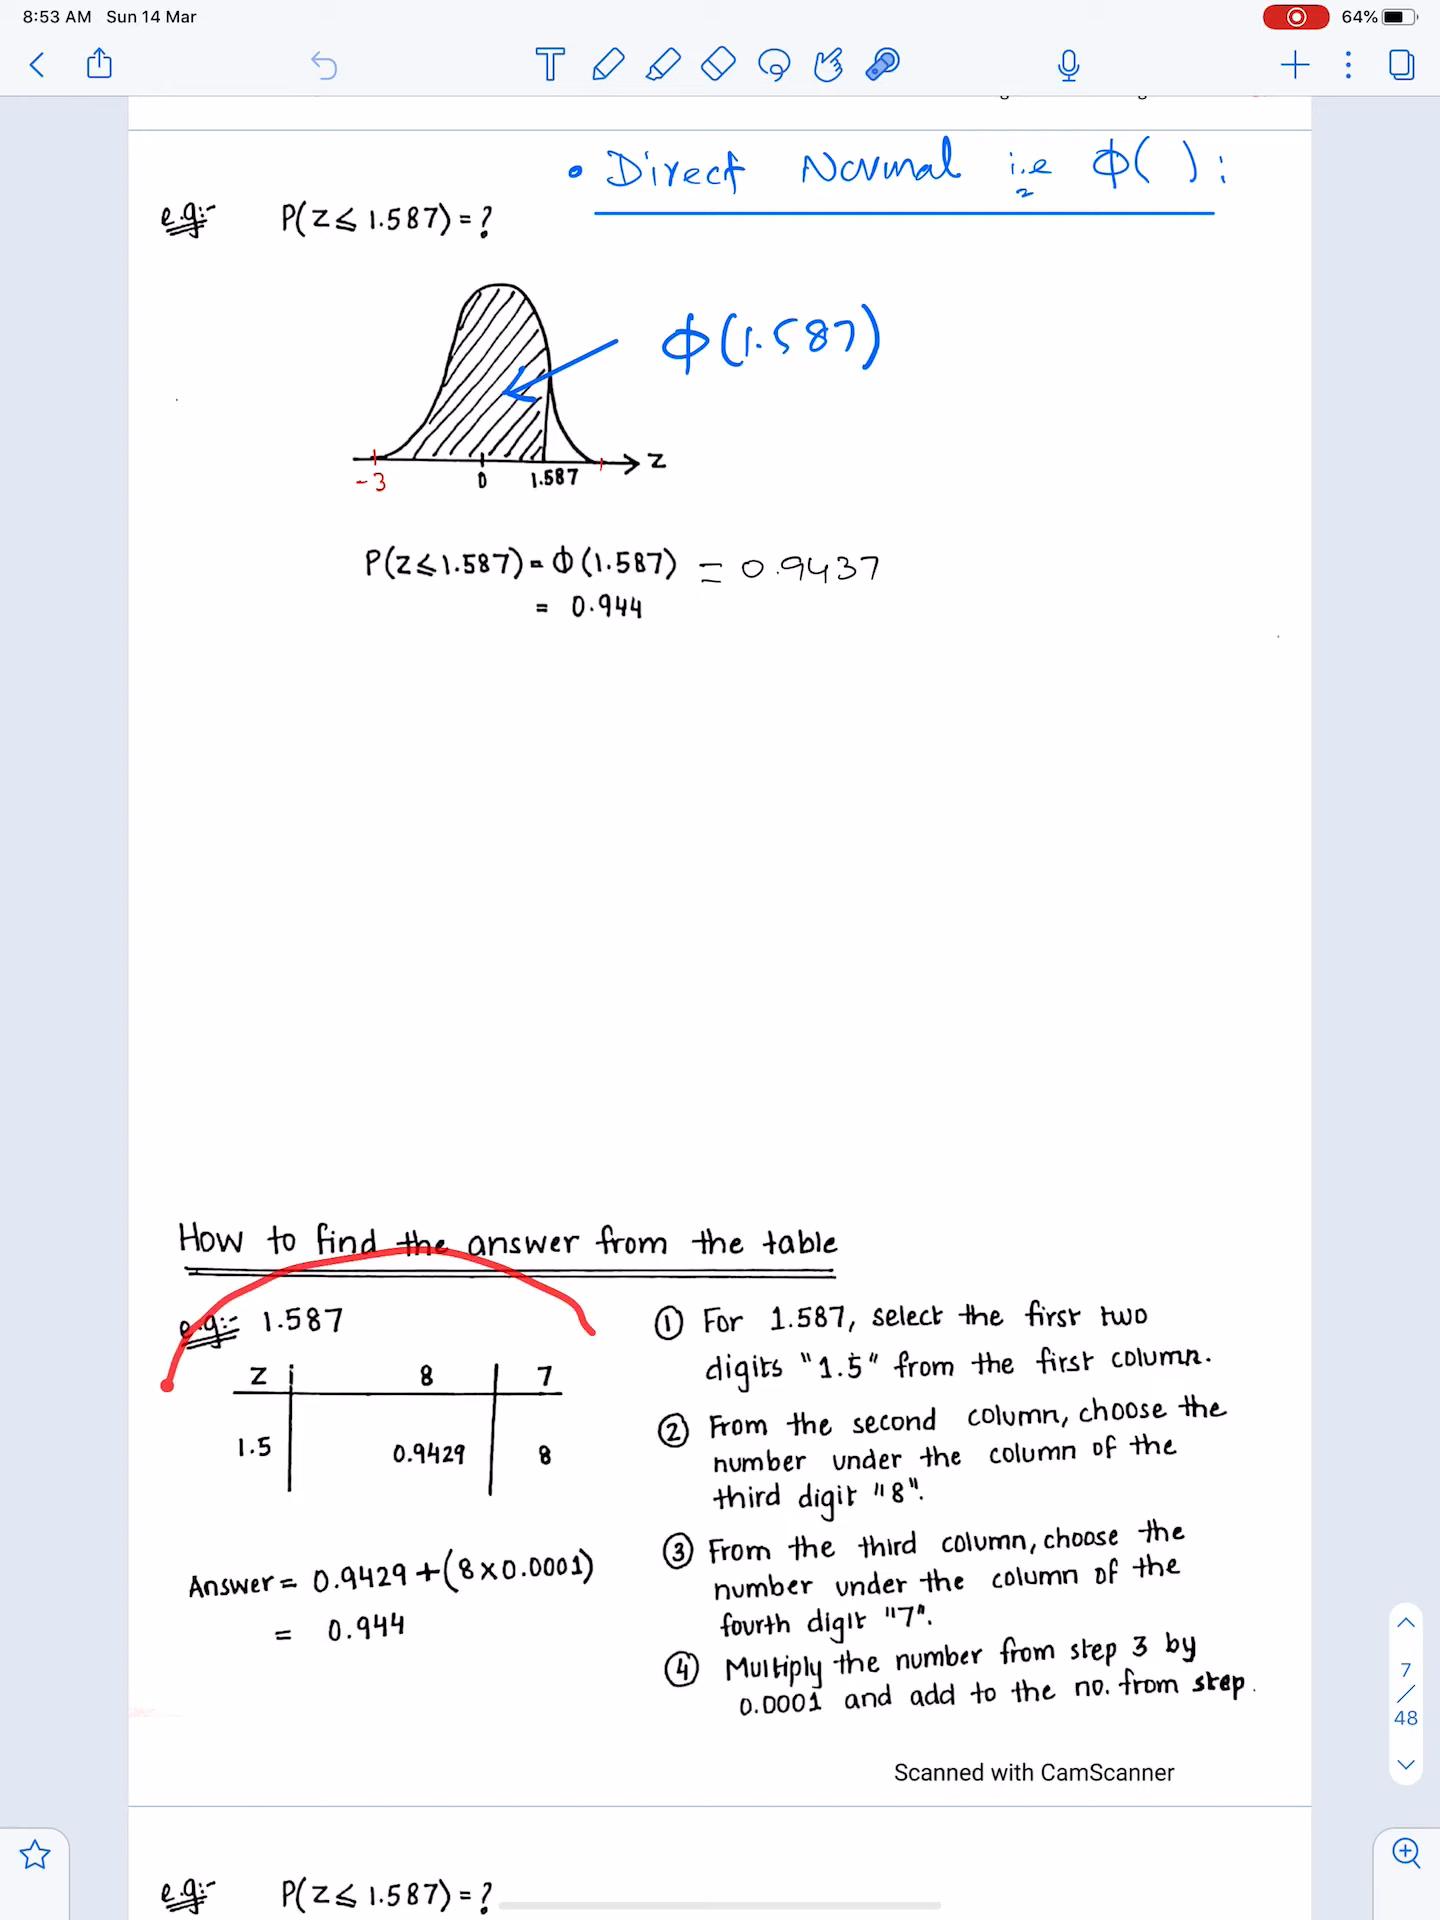 8:53 AM Sun 14 Mar
64%
• Direct Normal i.e Φ( ) :
e.g:- P(Z ≤ 1.587) = ?
Φ(1.587)
-3 0 1.587 Z
P(Z ≤ 1.587) = Φ(1.587) = 0.9437
= 0.944
How to find the answer from the table
e.g:- 1.587
Z 8 7
1.5 0.9429 8
Answer = 0.9429 + (8 × 0.0001)
= 0.944
① For 1.587, select the first two
digits "1.5" from the first column.
② From the second column, choose the
number under the column of the
third digit "8".
③ From the third column, choose the
number under the column of the
fourth digit "7".
④ Multiply the number from step 3 by
0.0001 and add to the no. from step.
Scanned with CamScanner
7
/
48
e.g:- P(Z ≤ 1.587) = ?